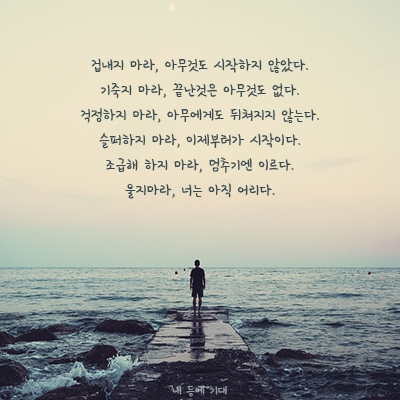 겁내지 마라, 아무것도 시작하지 않았다.
기죽지 마라, 끝난것은 아무것도 없다.
걱정하지 마라, 아무에게도 뒤쳐지지 않는다.
슬퍼하지 마라, 이제부터가 시작이다.
조급해 하지 마라, 멈추기엔 이르다.
울지마라, 너는 아직 어리다.
내 등에 기대